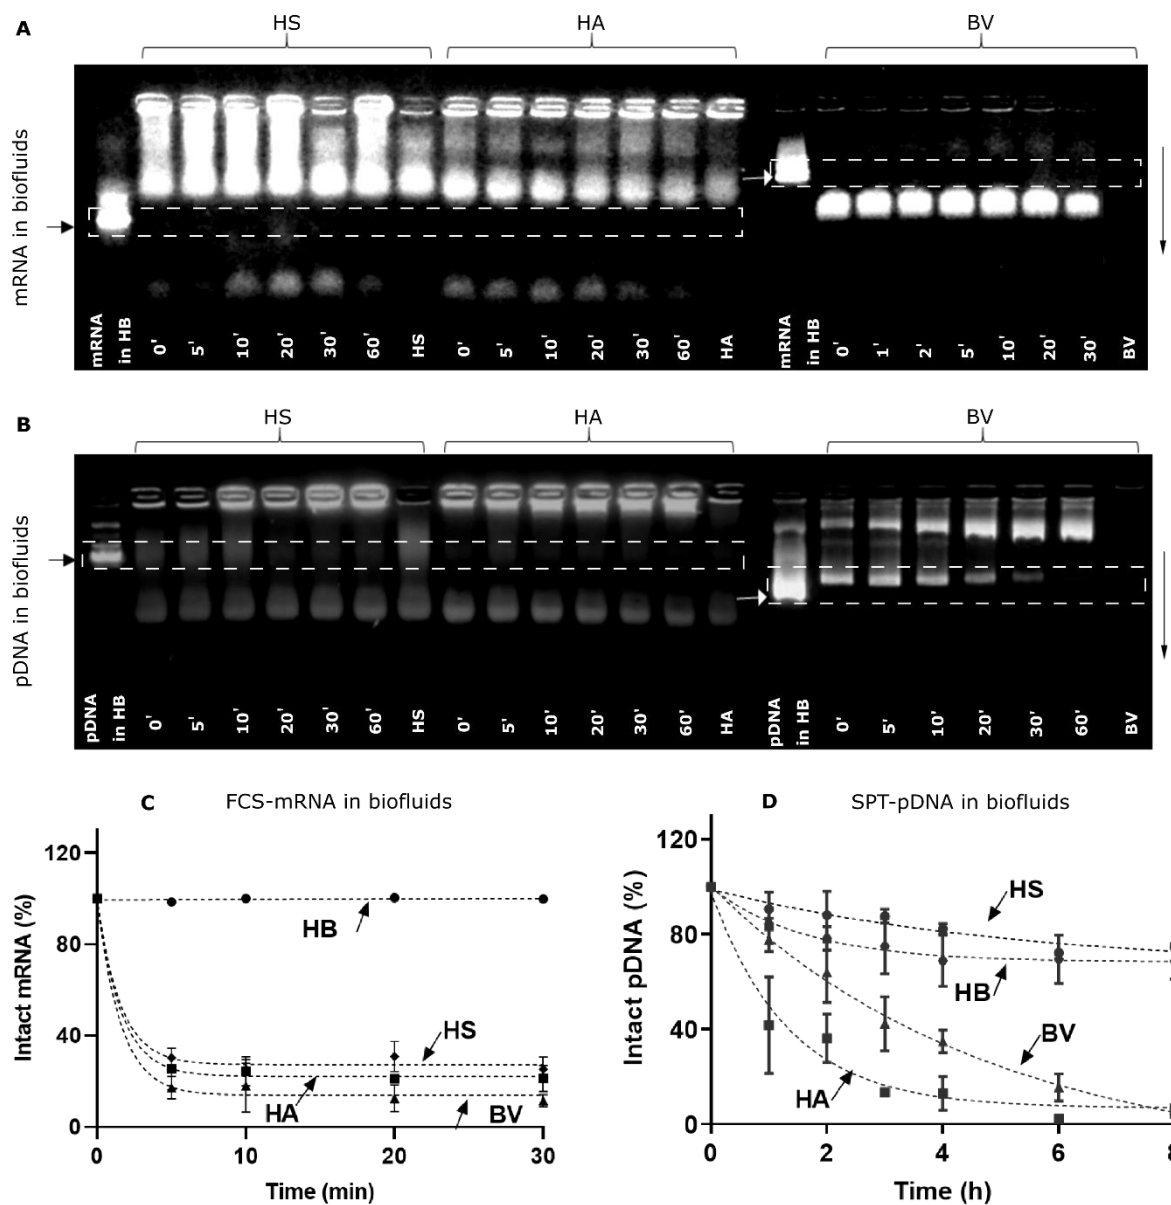 A
HS HA BV
mRNA in biofluids
mRNA in HB 0' 5' 10' 20' 30' 60' HS 0' 5' 10' 20' 30' 60' HA mRNA in HB 0' 1' 2' 5' 10' 20' 30' BV
B
HS HA BV
pDNA in biofluids
pDNA in HB 0' 5' 10' 20' 30' 60' HS 0' 5' 10' 20' 30' 60' HA pDNA in HB 0' 5' 10' 20' 30' 60' BV
C FCS-mRNA in biofluids
Intact mRNA (%)
120
80
40
0
HB
HS
HA
BV
0 10 20 30
Time (min)
D SPT-pDNA in biofluids
Intact pDNA (%)
120
80
40
0
HS
HB
BV
HA
0 2 4 6 8
Time (h)